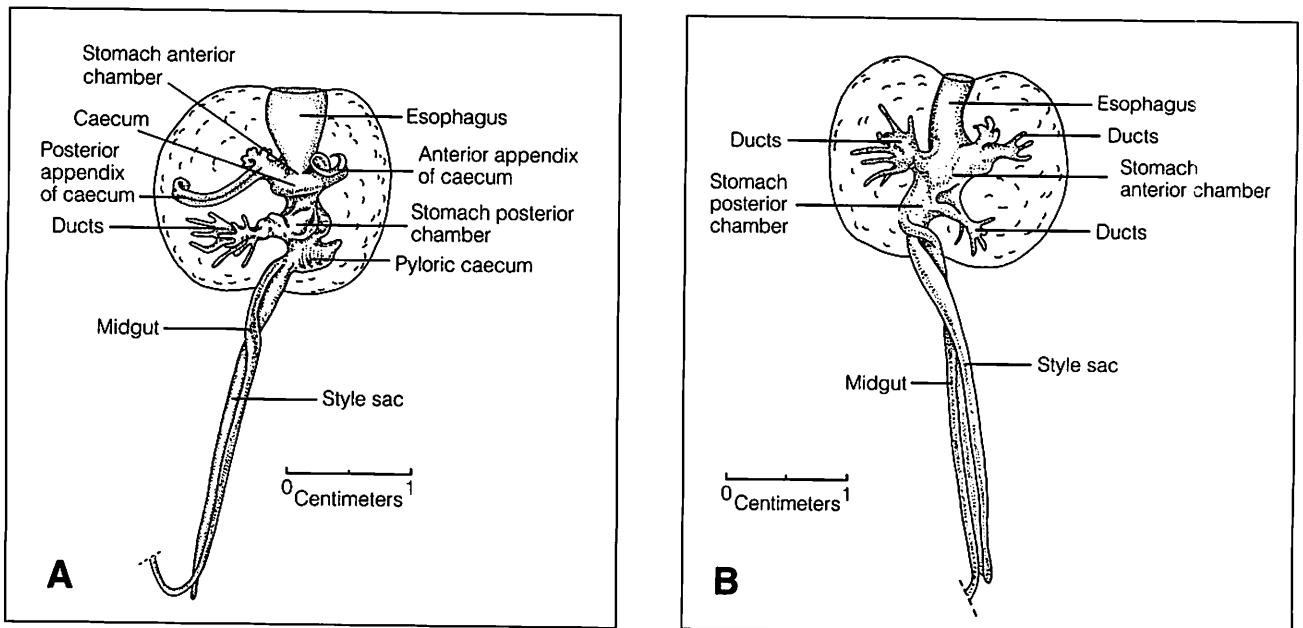 Stomach anterior
chamber
Caecum
Posterior
appendix
of caecum
Ducts
Midgut
Esophagus
Anterior appendix
of caecum
Stomach posterior
chamber
Pyloric caecum
Style sac
0 Centimeters 1
A
Ducts
Stomach
posterior
chamber
Midgut
Esophagus
Ducts
Stomach
anterior chamber
Ducts
Style sac
0 Centimeters 1
B